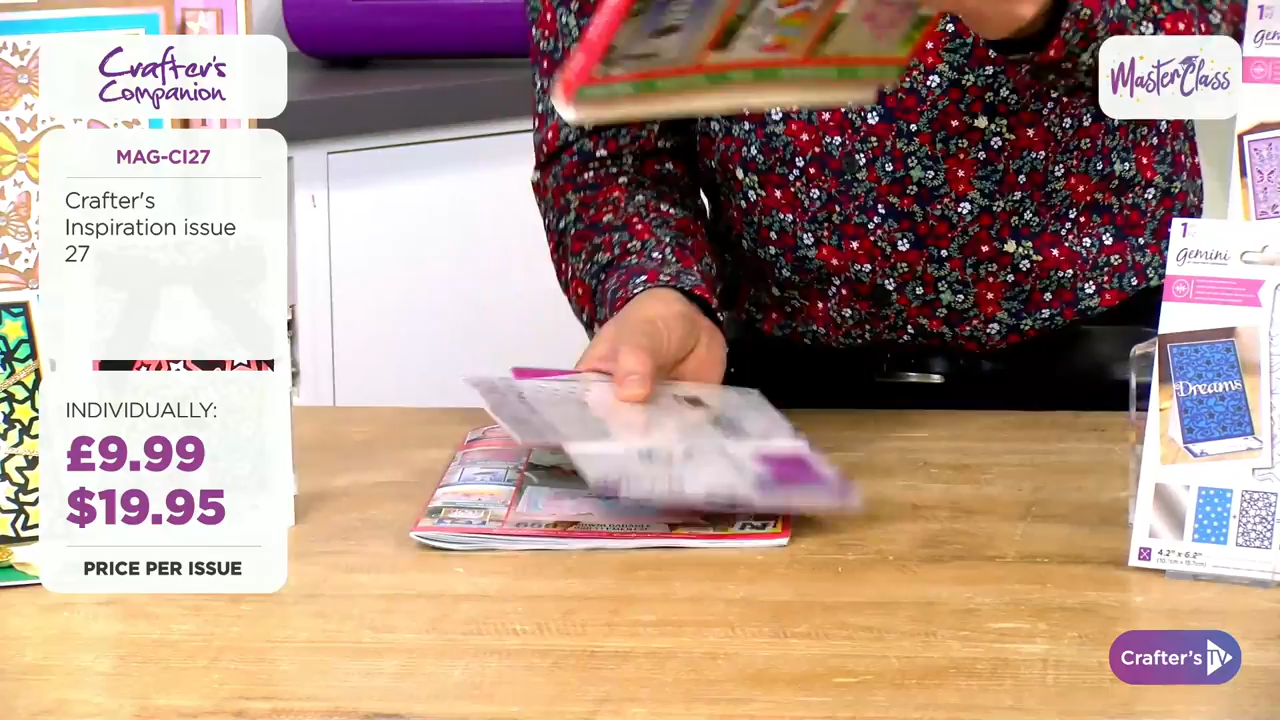 Crafter's
Companion
MAG-CI27
Crafter's
Inspiration issue
27
INDIVIDUALLY:
£9.99
$19.95
PRICE PER ISSUE
MasterClass
gemini
Dreams
4.2" x 6.2"
Crafter's TV